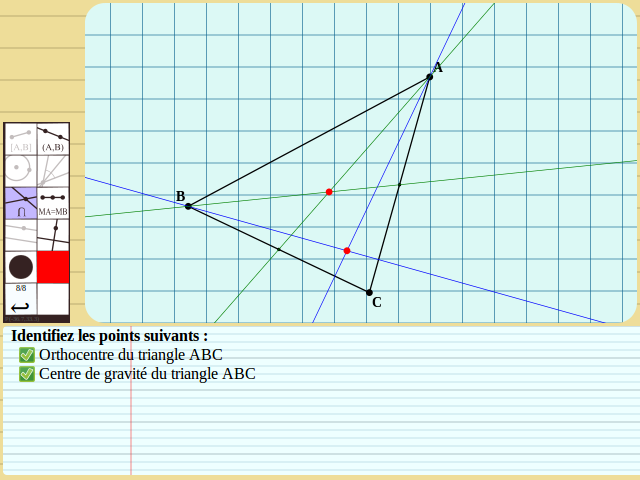 A
B
C
[A,B] (A,B)
∩ MA=MB
8/8
Identifiez les points suivants :
Orthocentre du triangle ABC
Centre de gravité du triangle ABC